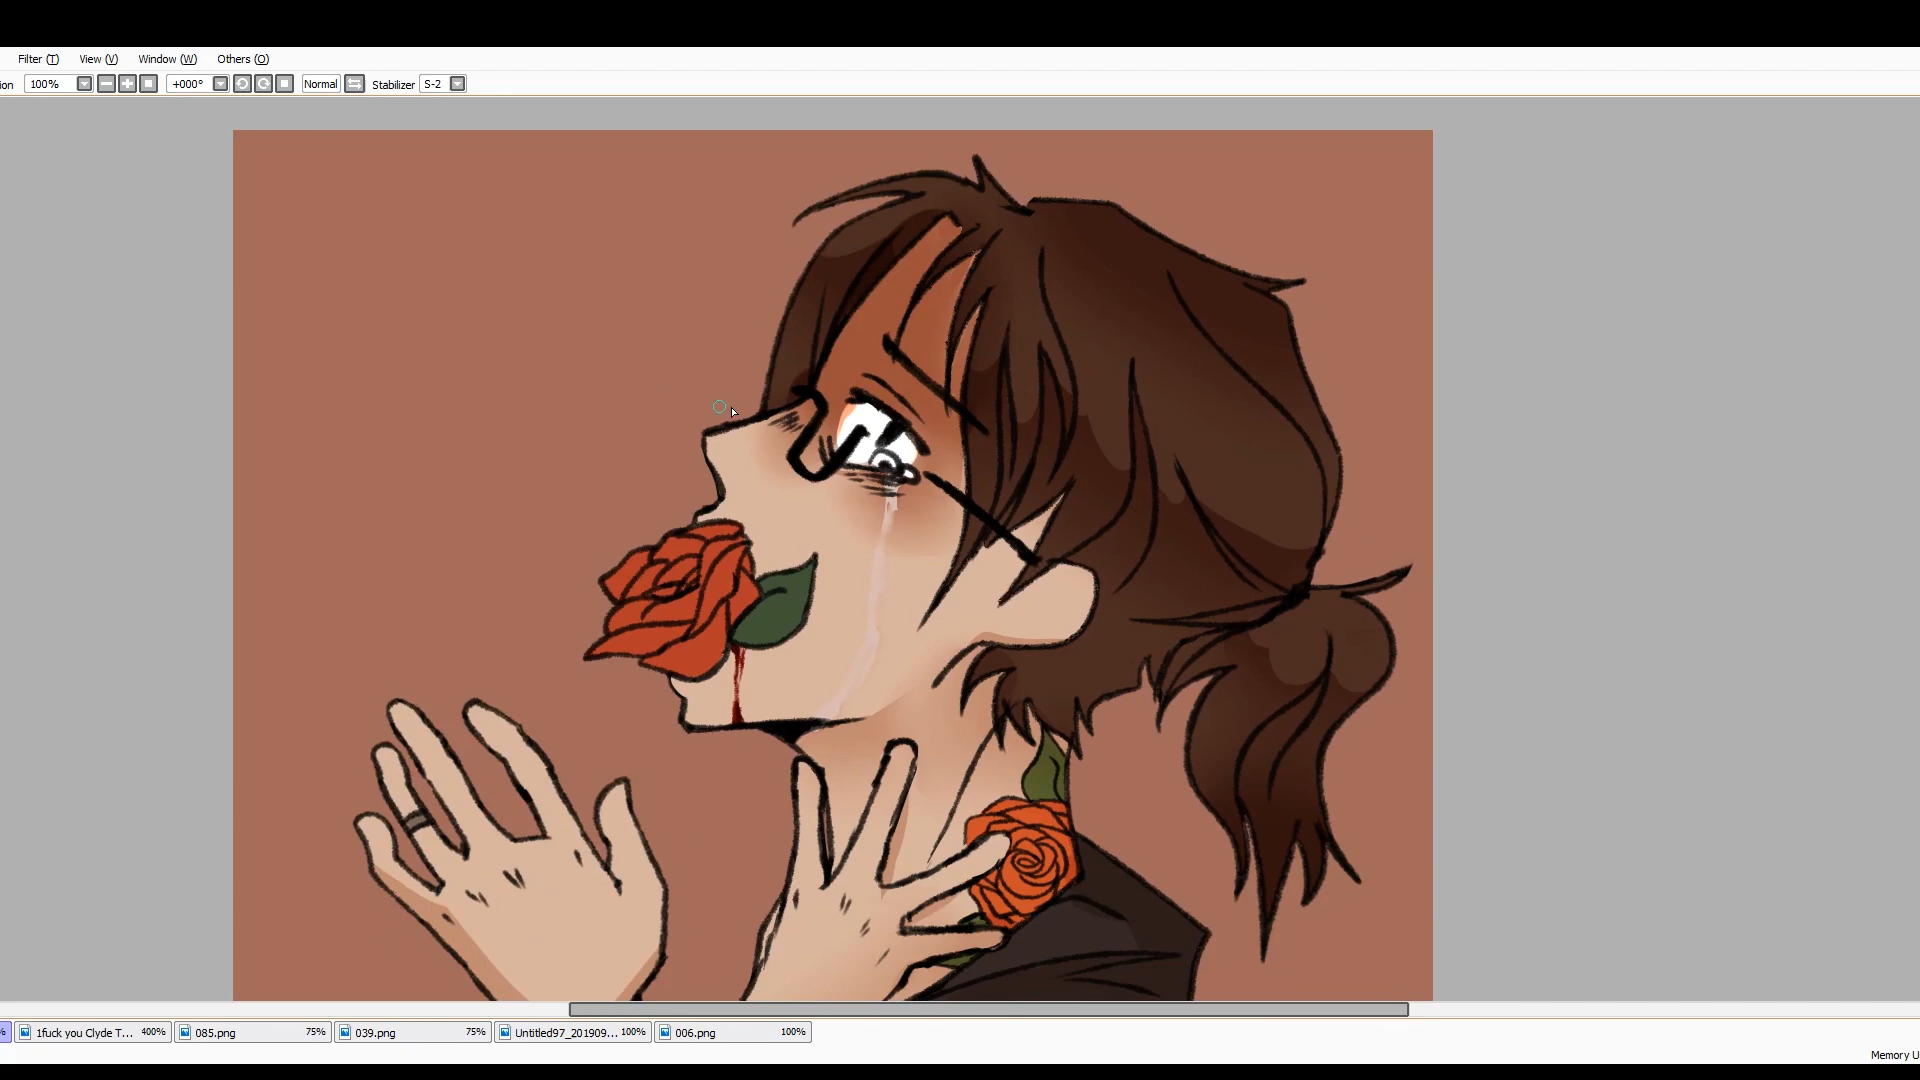 Filter (T) View (V) Window (W) Others (O)
ion 100% +000° Normal Stabilizer S-2
% 1fuck you Clyde T... 400% 085.png 75% 039.png 75% Untitled97_201909... 100% 006.png 100%
Memory U